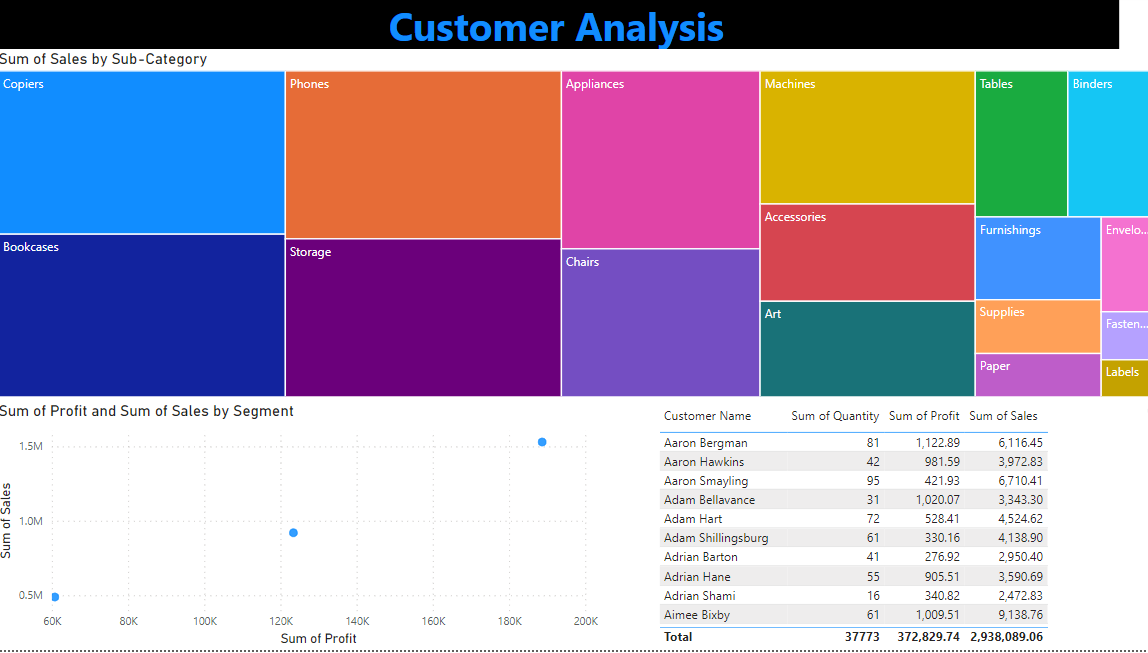 Customer Analysis
Sum of Sales by Sub-Category
Copiers
Phones
Appliances
Machines
Tables
Binders
Accessories
Furnishings
Envelo...
Bookcases
Storage
Chairs
Supplies
Art
Fasten...
Paper
Labels
Sum of Profit and Sum of Sales by Segment
1.5M
1.0M
0.5M
Sum of Sales
60K 80K 100K 120K 140K 160K 180K 200K
Sum of Profit
Customer Name Sum of Quantity Sum of Profit Sum of Sales
Aaron Bergman 81 1,122.89 6,116.45
Aaron Hawkins 42 981.59 3,972.83
Aaron Smayling 95 421.93 6,710.41
Adam Bellavance 31 1,020.07 3,343.30
Adam Hart 72 528.41 4,524.62
Adam Shillingsburg 61 330.16 4,138.90
Adrian Barton 41 276.92 2,950.40
Adrian Hane 55 905.51 3,590.69
Adrian Shami 16 340.82 2,472.83
Aimee Bixby 61 1,009.51 9,138.76
Total 37773 372,829.74 2,938,089.06